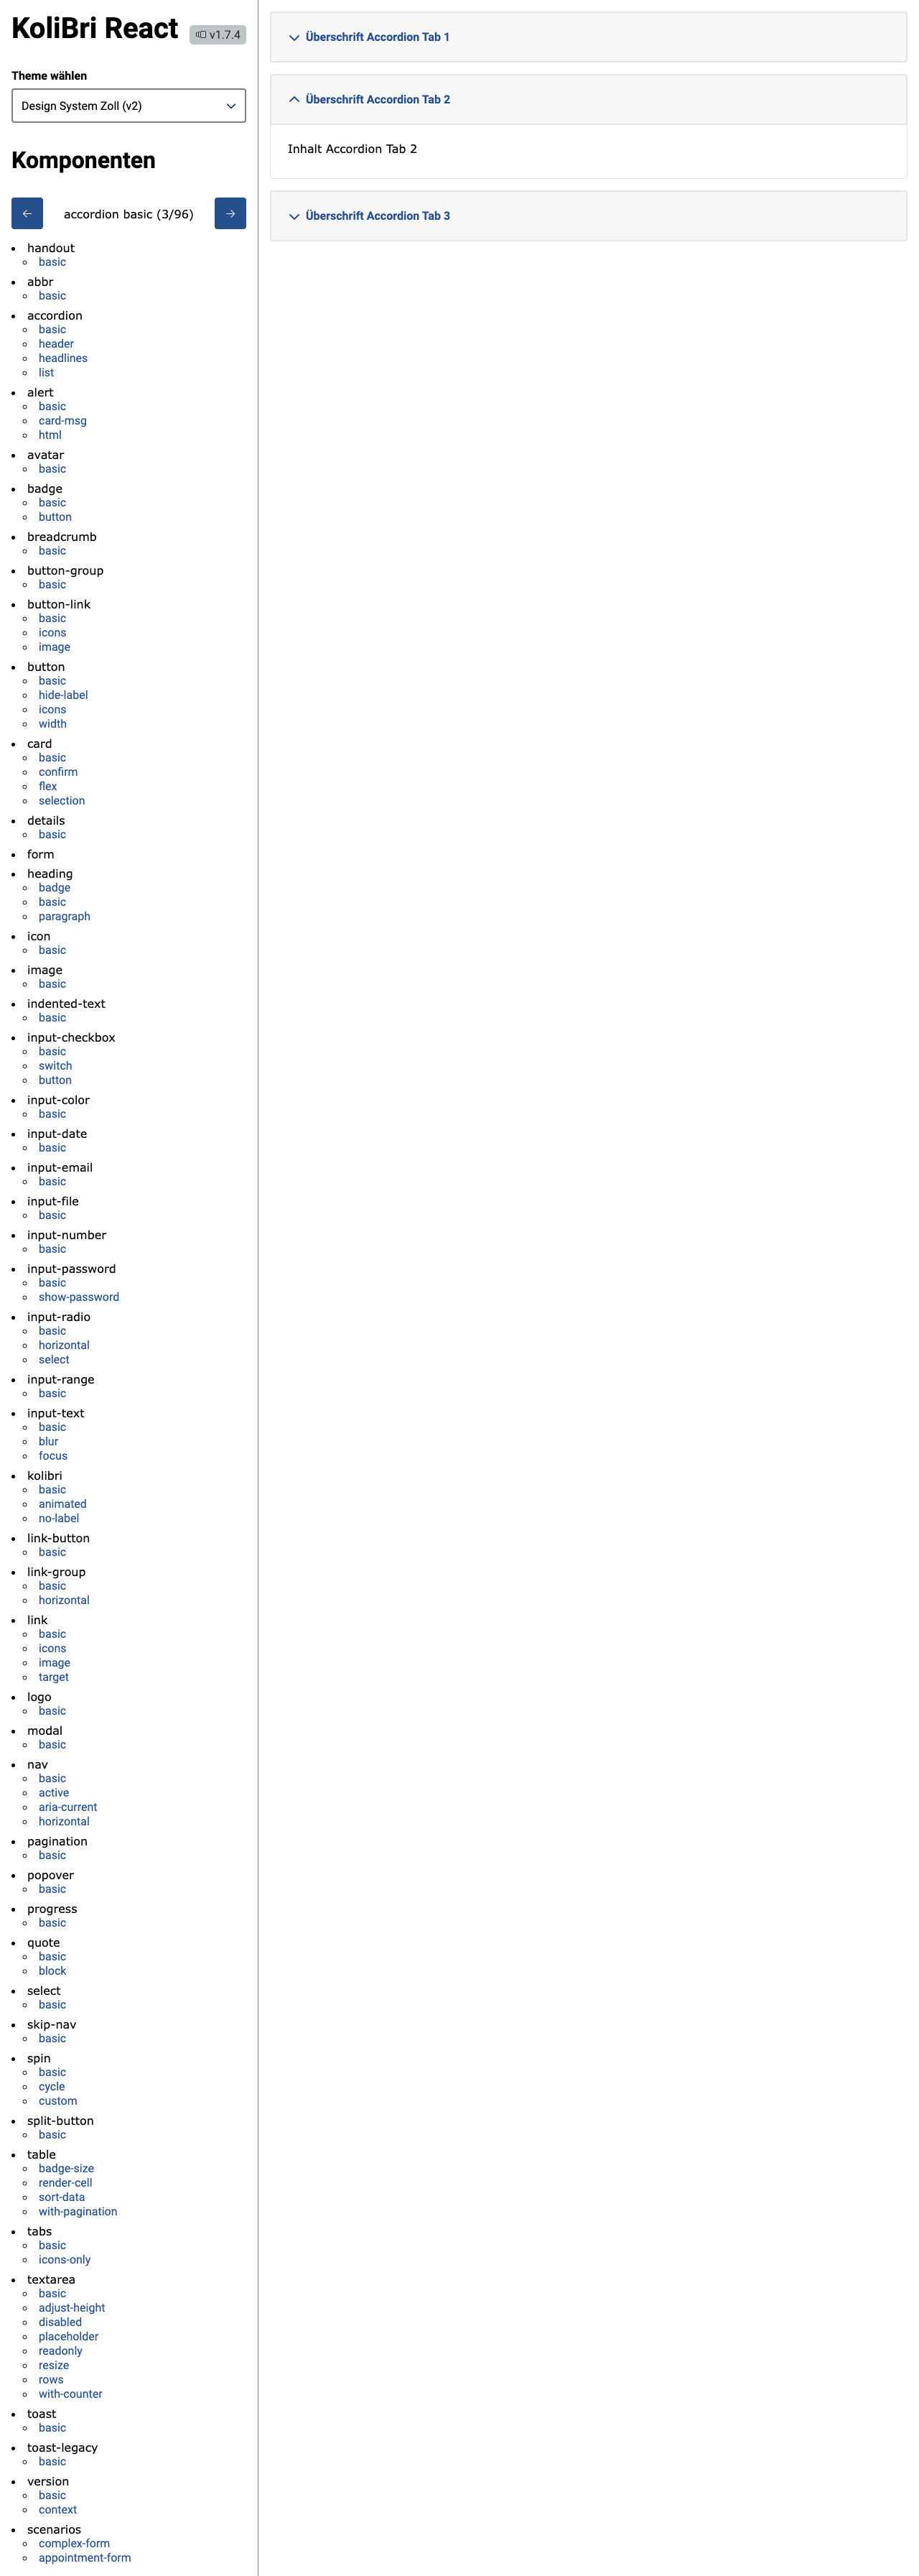 KoliBri React
v1.7.4
Theme wählen
Design System Zoll (v2)
Komponenten
accordion basic (3/96)
handout
basic
abbr
basic
accordion
basic
header
headlines
list
alert
basic
card-msg
html
avatar
basic
badge
basic
button
breadcrumb
basic
button-group
basic
button-link
basic
icons
image
button
basic
hide-label
icons
width
card
basic
confirm
flex
selection
details
basic
form
heading
badge
basic
paragraph
icon
basic
image
basic
indented-text
basic
input-checkbox
basic
switch
button
input-color
basic
input-date
basic
input-email
basic
input-file
basic
input-number
basic
input-password
basic
show-password
input-radio
basic
horizontal
select
input-range
basic
input-text
basic
blur
focus
kolibri
basic
animated
no-label
link-button
basic
link-group
basic
horizontal
link
basic
icons
image
target
logo
basic
modal
basic
nav
basic
active
aria-current
horizontal
pagination
basic
popover
basic
progress
basic
quote
basic
block
select
basic
skip-nav
basic
spin
basic
cycle
custom
split-button
basic
table
badge-size
render-cell
sort-data
with-pagination
tabs
basic
icons-only
textarea
basic
adjust-height
disabled
placeholder
readonly
resize
rows
with-counter
toast
basic
toast-legacy
basic
version
basic
context
scenarios
complex-form
appointment-form
Überschrift Accordion Tab 1
Überschrift Accordion Tab 2
Inhalt Accordion Tab 2
Überschrift Accordion Tab 3